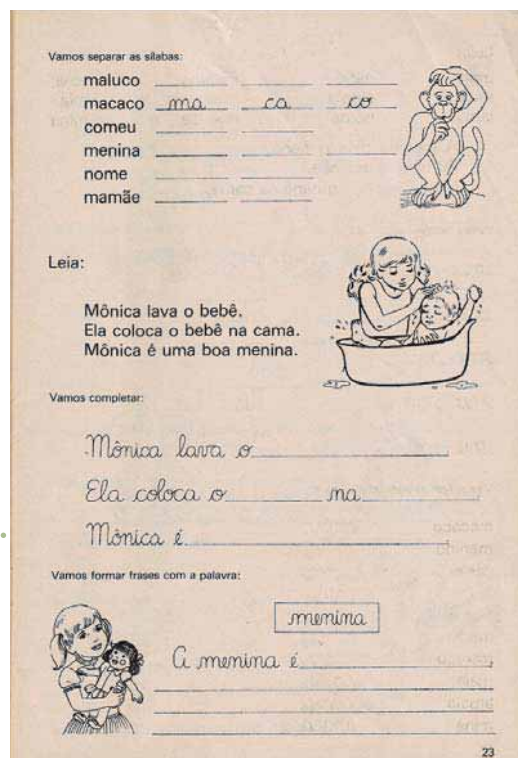 Vamos separar as sílabas:
maluco
macaco ma ca co
comeu
menina
nome
mamãe
Leia:
Mônica lava o bebê.
Ela coloca o bebê na cama.
Mônica é uma boa menina.
Vamos completar:
Mônica lava o
Ela coloca o na
Mônica é
Vamos formar frases com a palavra:
menina
A menina é
23